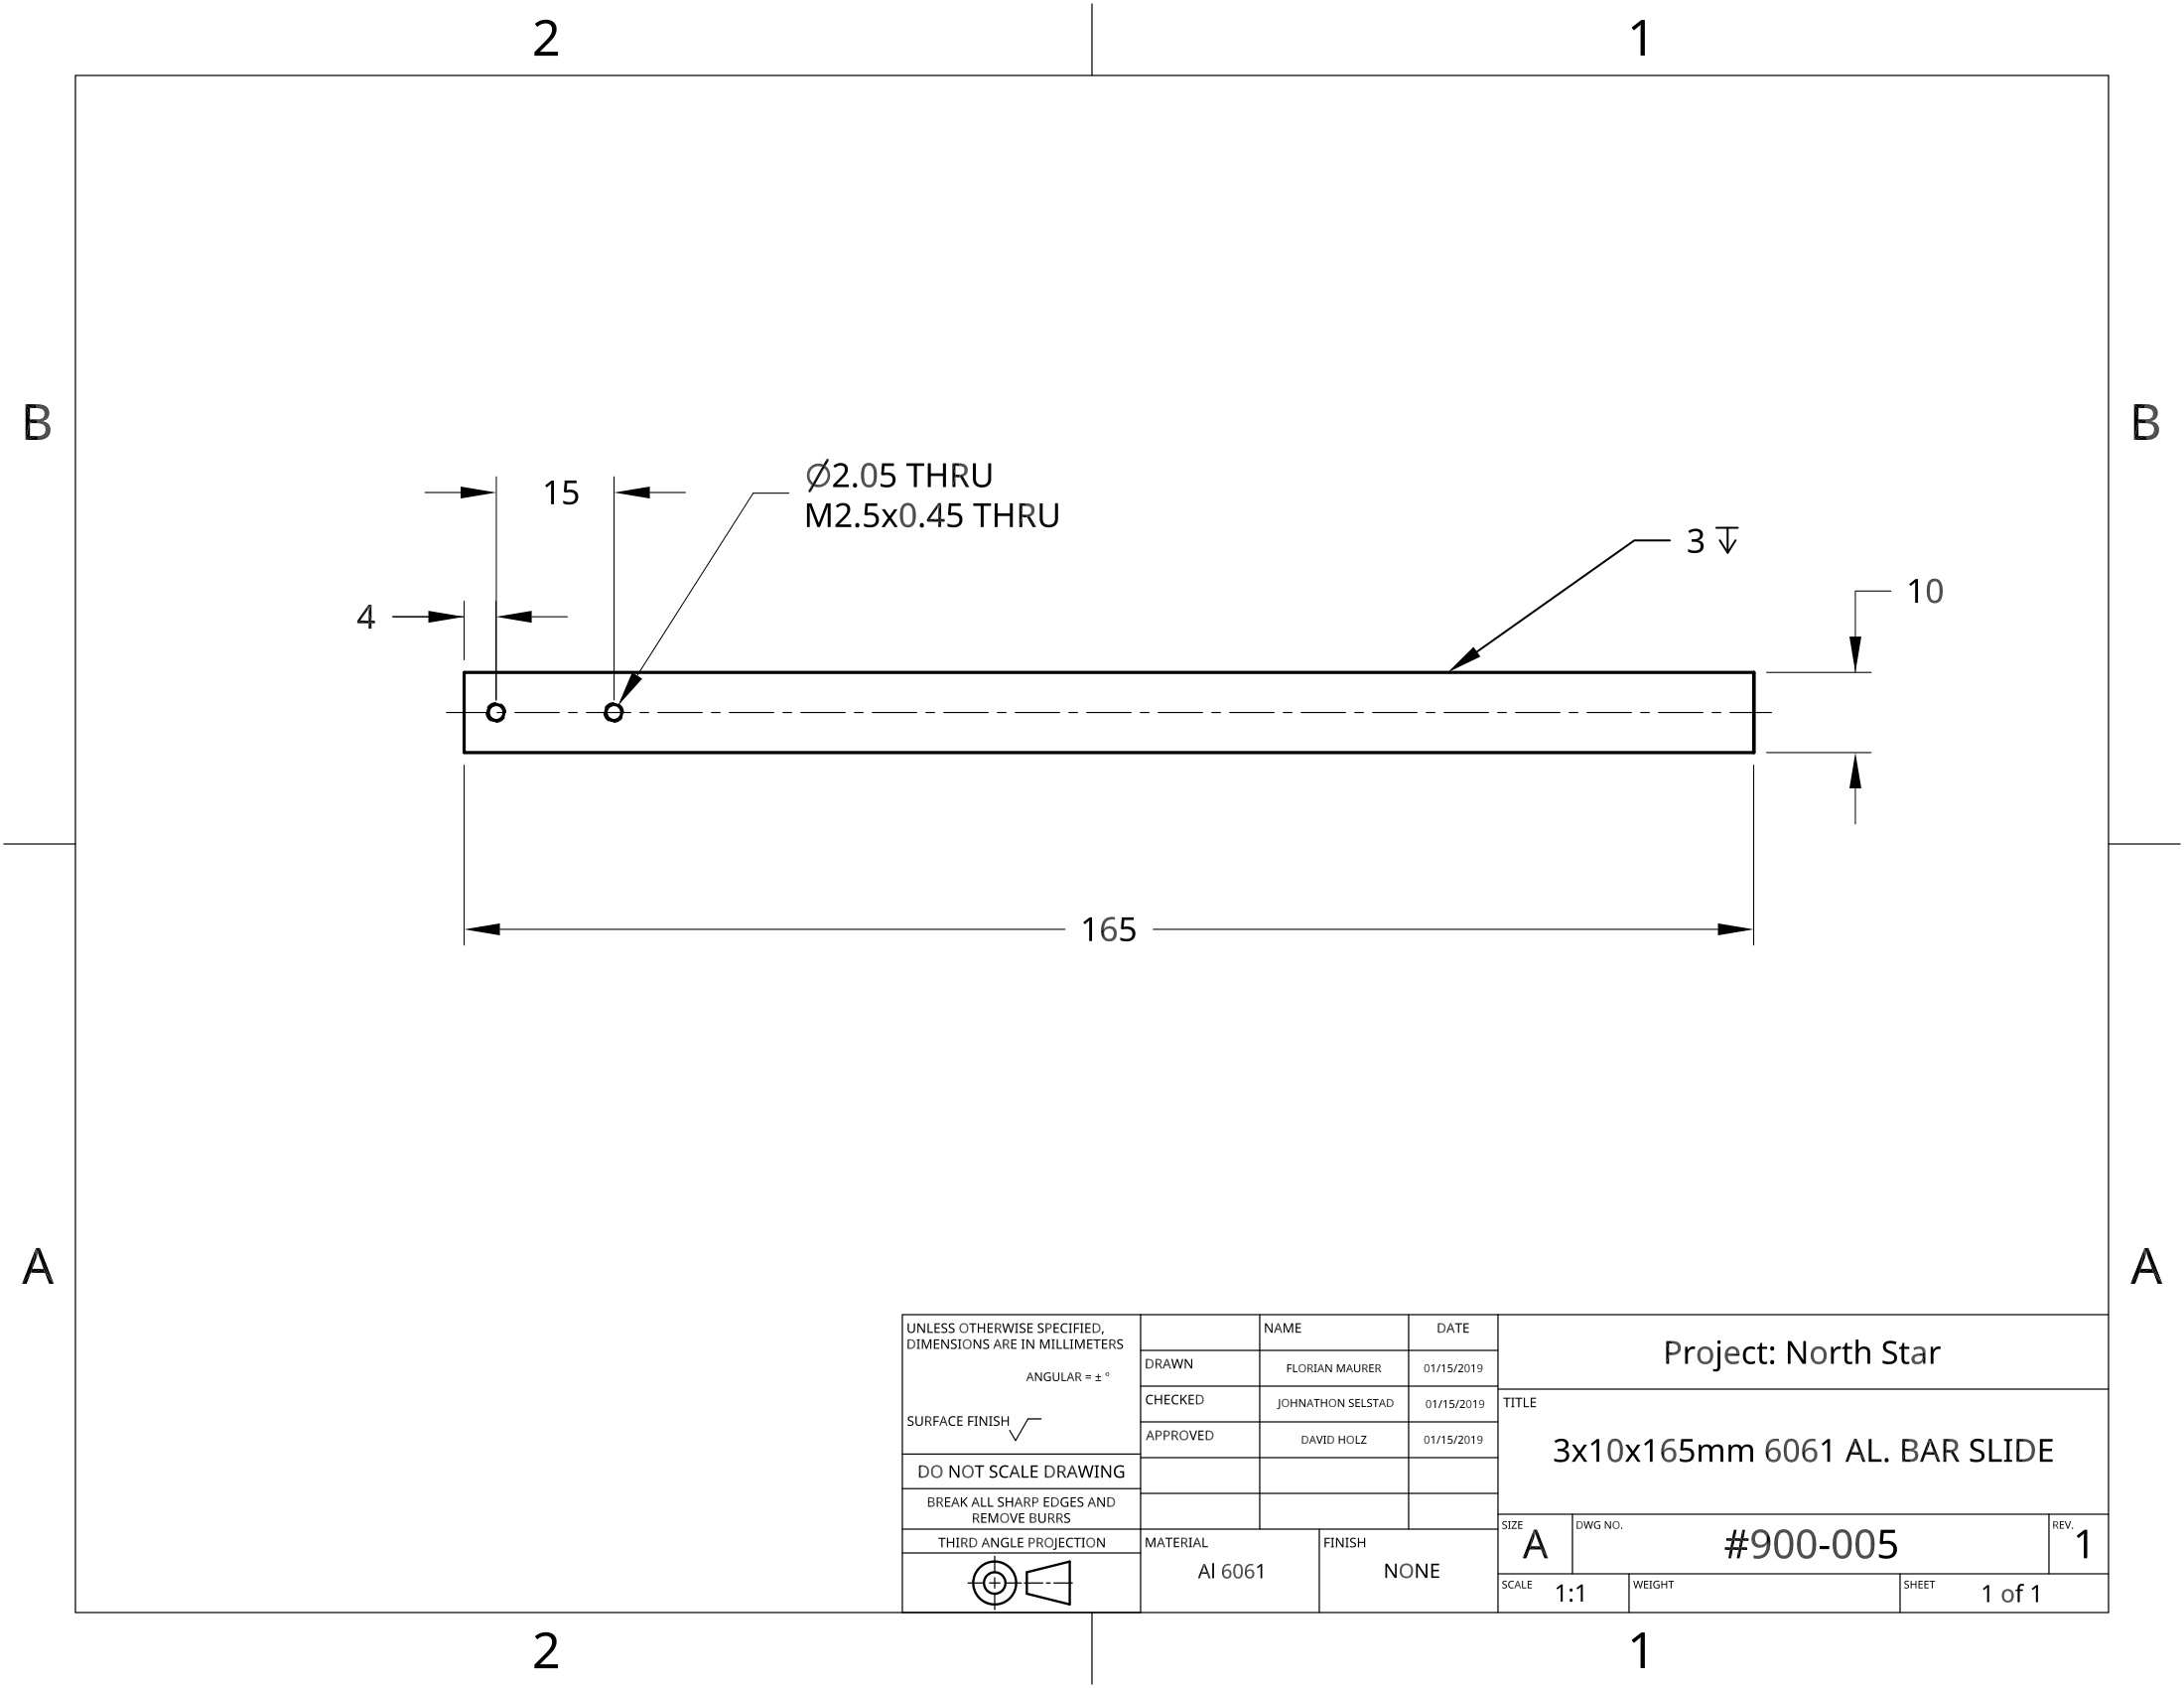 2
1
B
B
15
Ø2.05 THRU
M2.5x0.45 THRU
3 ↧
10
4
165
A
A
UNLESS OTHERWISE SPECIFIED,
DIMENSIONS ARE IN MILLIMETERS
ANGULAR = ± °
SURFACE FINISH
DO NOT SCALE DRAWING
BREAK ALL SHARP EDGES AND
REMOVE BURRS
THIRD ANGLE PROJECTION
NAME
DATE
DRAWN
FLORIAN MAURER
01/15/2019
CHECKED
JOHNATHON SELSTAD
01/15/2019
APPROVED
DAVID HOLZ
01/15/2019
MATERIAL
Al 6061
FINISH
NONE
Project: North Star
TITLE
3x10x165mm 6061 AL. BAR SLIDE
SIZE
A
DWG NO.
#900-005
REV.
1
SCALE
1:1
WEIGHT
SHEET
1 of 1
2
1